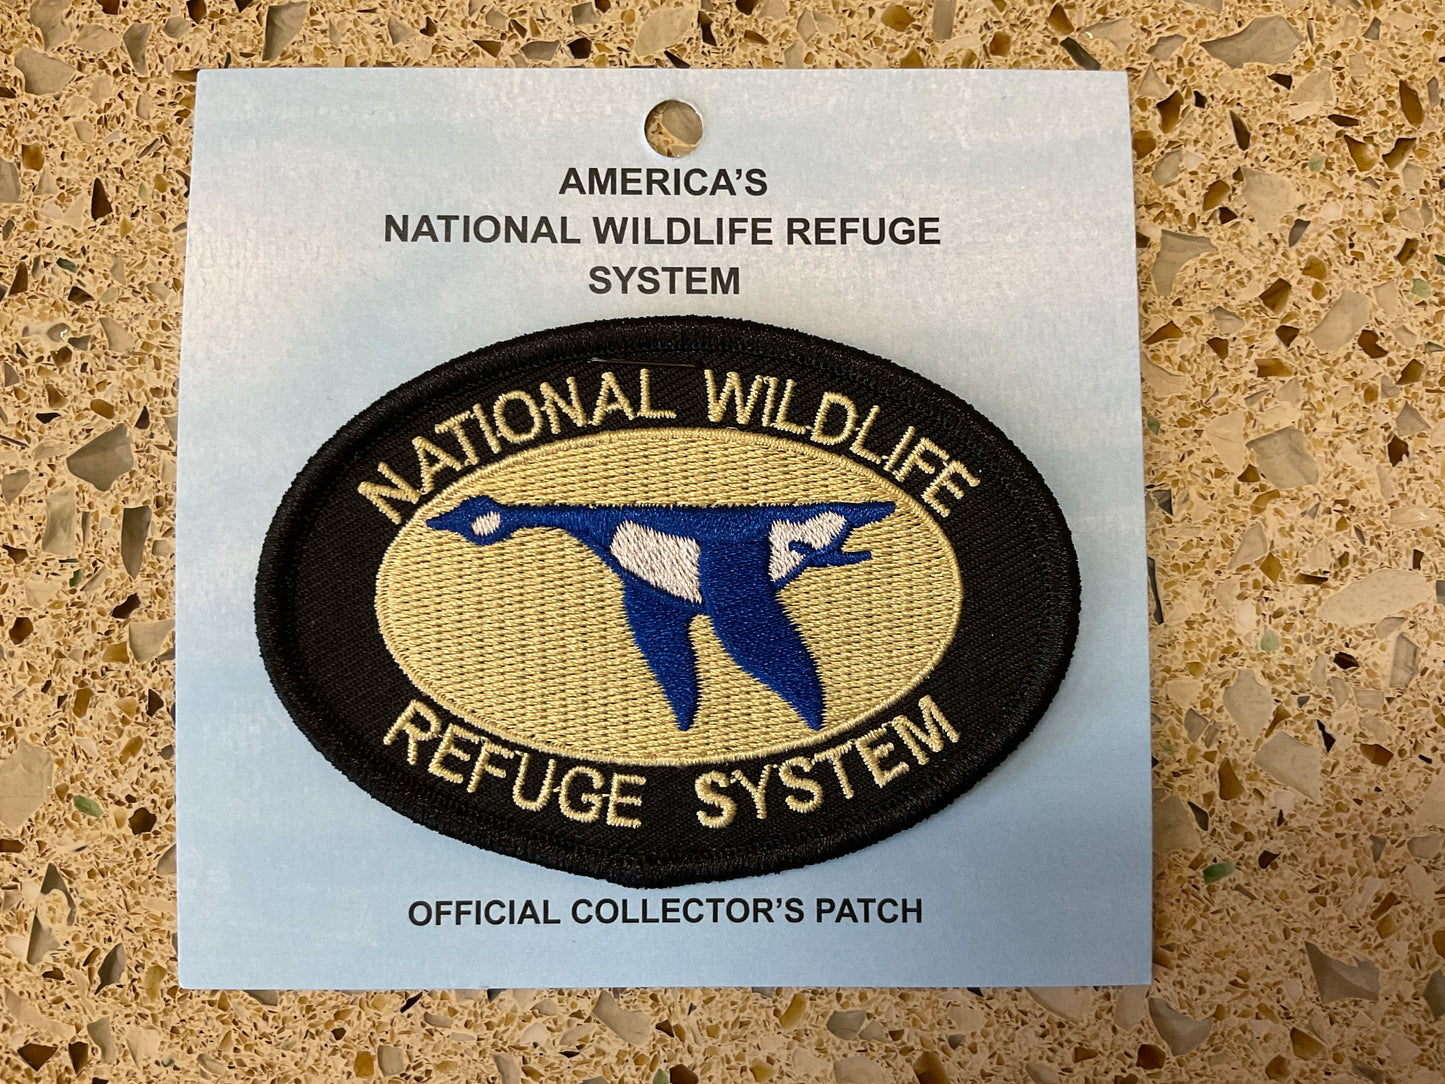 AMERICA’S
NATIONAL WILDLIFE REFUGE
SYSTEM
NATIONAL WILDLIFE
REFUGE SYSTEM
OFFICIAL COLLECTOR’S PATCH